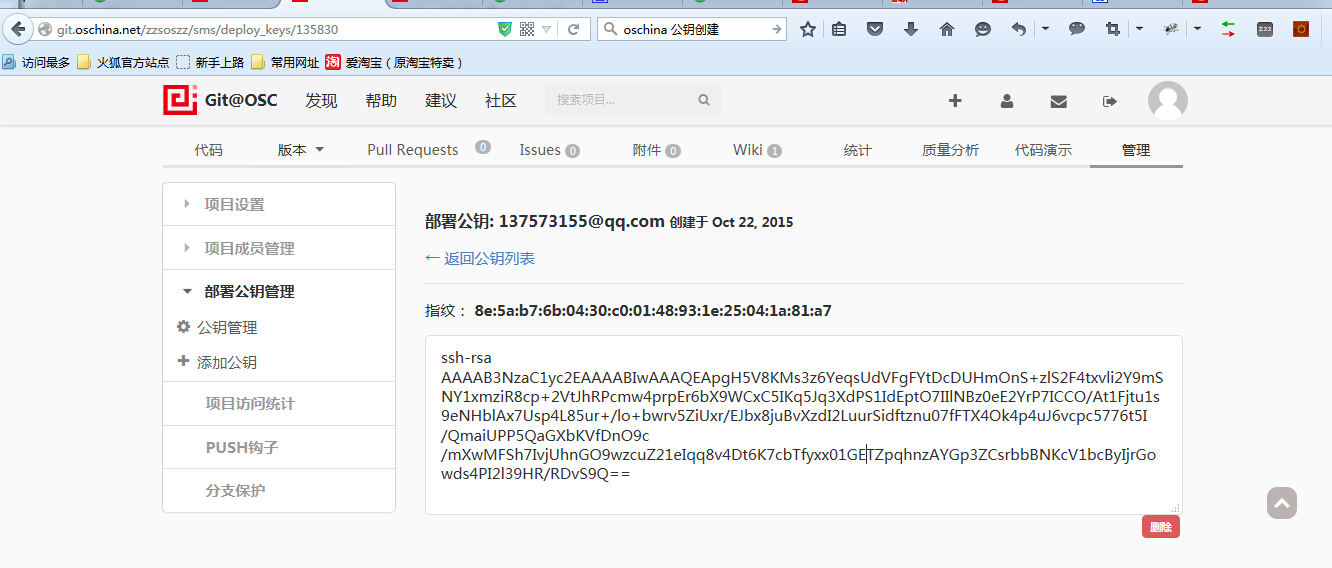 git.oschina.net/zzsoszz/sms/deploy_keys/135830
oschina 公钥创建
访问最多 火狐官方站点 新手上路 常用网址 淘 爱淘宝（原淘宝特卖）
Git@OSC 发现 帮助 建议 社区 搜索项目...
代码 版本 Pull Requests 0 Issues 0 附件 0 Wiki 1 统计 质量分析 代码演示 管理
项目设置
项目成员管理
部署公钥管理
公钥管理
添加公钥
项目访问统计
PUSH钩子
分支保护
部署公钥: 137573155@qq.com 创建于 Oct 22, 2015
← 返回公钥列表
指纹： 8e:5a:b7:6b:04:30:c0:01:48:93:1e:25:04:1a:81:a7
ssh-rsa
AAAAB3NzaC1yc2EAAAABIwAAAQEApgH5V8KMs3z6YeqsUdVFgFYtDcDUHmOnS+zlS2F4txvli2Y9mS
NY1xmziR8cp+2VtJhRPcmw4prpEr6bX9WCxC5IKq5Jq3XdPS1IdEptO7IIlNBz0eE2YrP7ICCO/At1Fjtu1s
9eNHblAx7Usp4L85ur+/lo+bwrv5ZiUxr/EJbx8juBvXzdI2LuurSidftznu07fFTX4Ok4p4uJ6vcpc5776t5I
/QmaiUPP5QaGXbKVfDnO9c
/mXwMFSh7IvjUhnGO9wzcuZ21eIqq8v4Dt6K7cbTfyxx01GETZpqhnzAYGp3ZCsrbbBNKcV1bcByIjrGo
wds4PI2l39HR/RDvS9Q==
删除